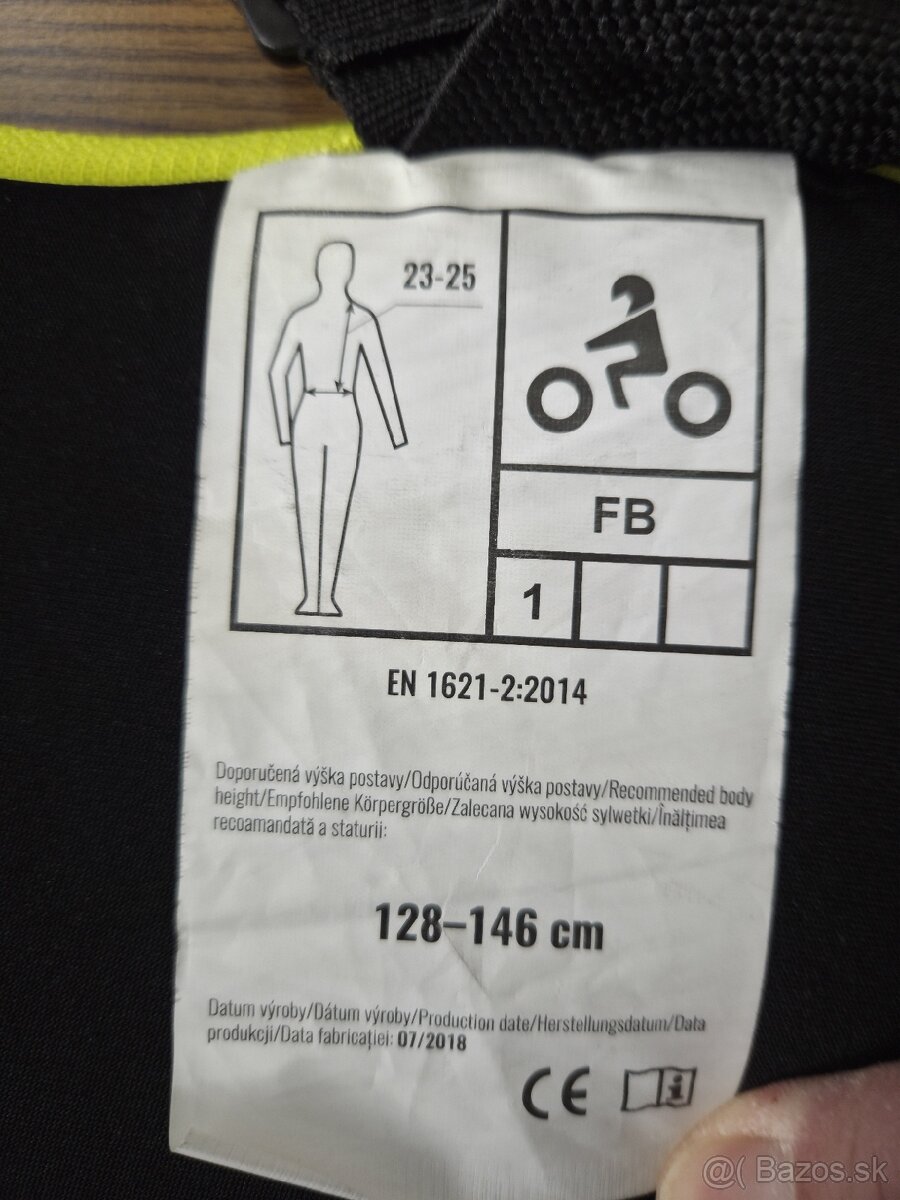 23-25
FB
1
EN 1621-2:2014
Doporučená výška postavy/Odporúčaná výška postavy/Recommended body
height/Empfohlene Körpergröße/Zalecana wysokość sylwetki/Înălțimea
recoamandată a staturii:
128–146 cm
Datum výroby/Dátum výroby/Production date/Herstellungsdatum/Data
produkcji/Data fabricației: 07/2018
CE
i
@( Bazos.sk